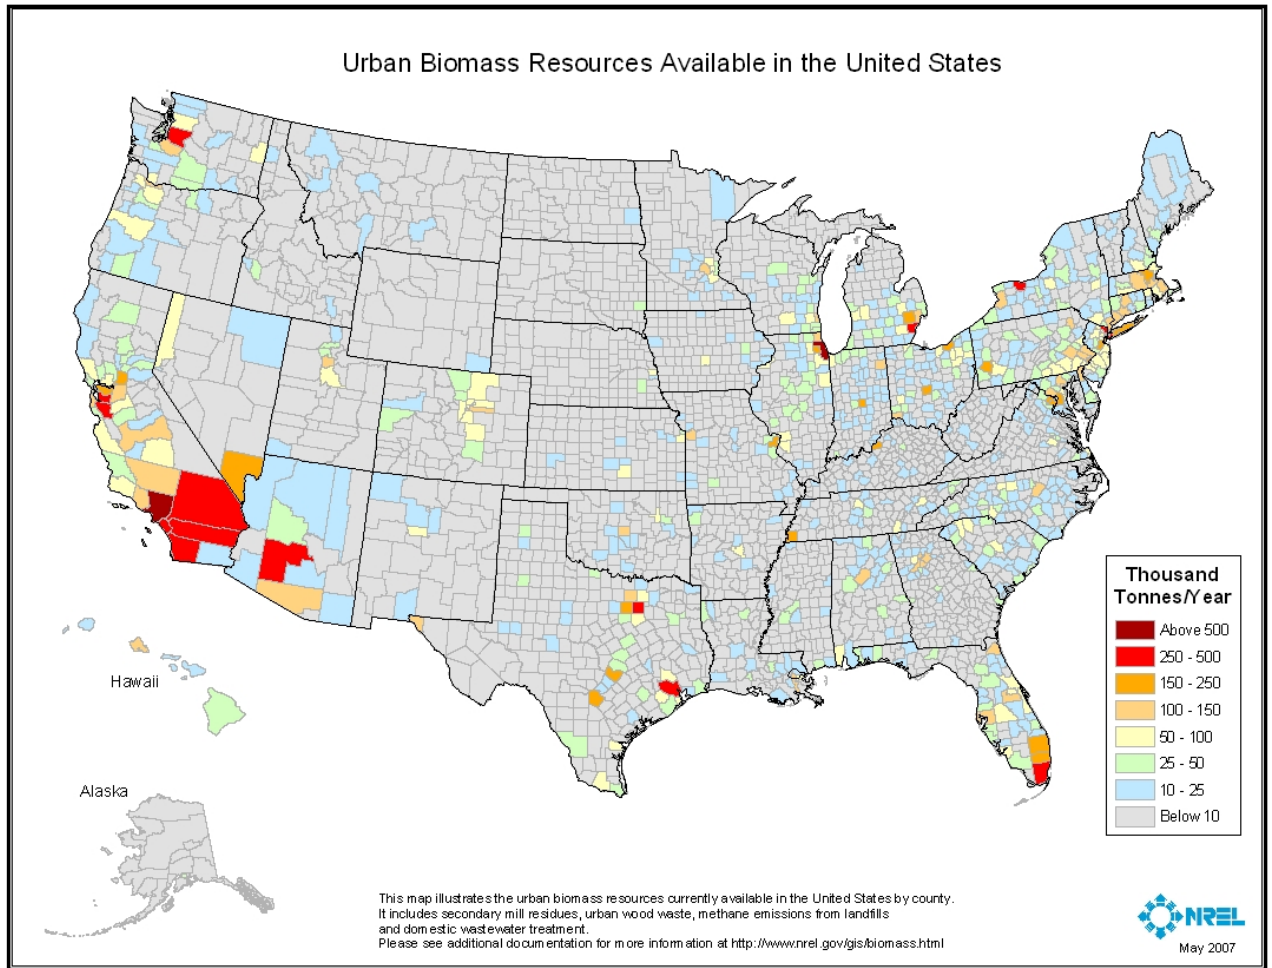 Urban Biomass Resources Available in the United States
Hawaii
Alaska
Thousand
Tonnes/Year
Above 500
250 - 500
150 - 250
100 - 150
50 - 100
25 - 50
10 - 25
Below 10
This map illustrates the urban biomass resources currently available in the United States by county.
It includes secondary mill residues, urban wood waste, methane emissions from landfills
and domestic wastewater treatment.
Please see additional documentation for more information at http://www.nrel.gov/gis/biomass.html
NREL
May 2007